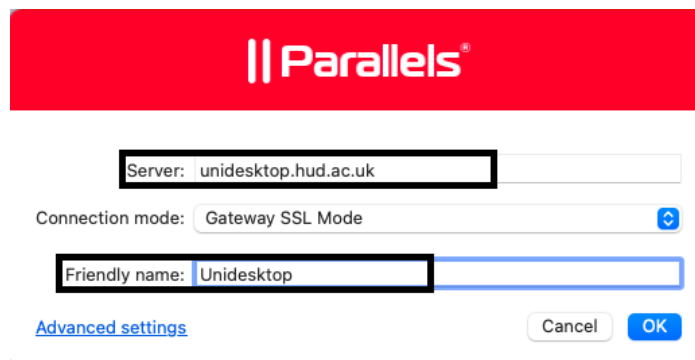 Parallels®
Server: unidesktop.hud.ac.uk
Connection mode: Gateway SSL Mode
Friendly name: Unidesktop
Advanced settings Cancel OK